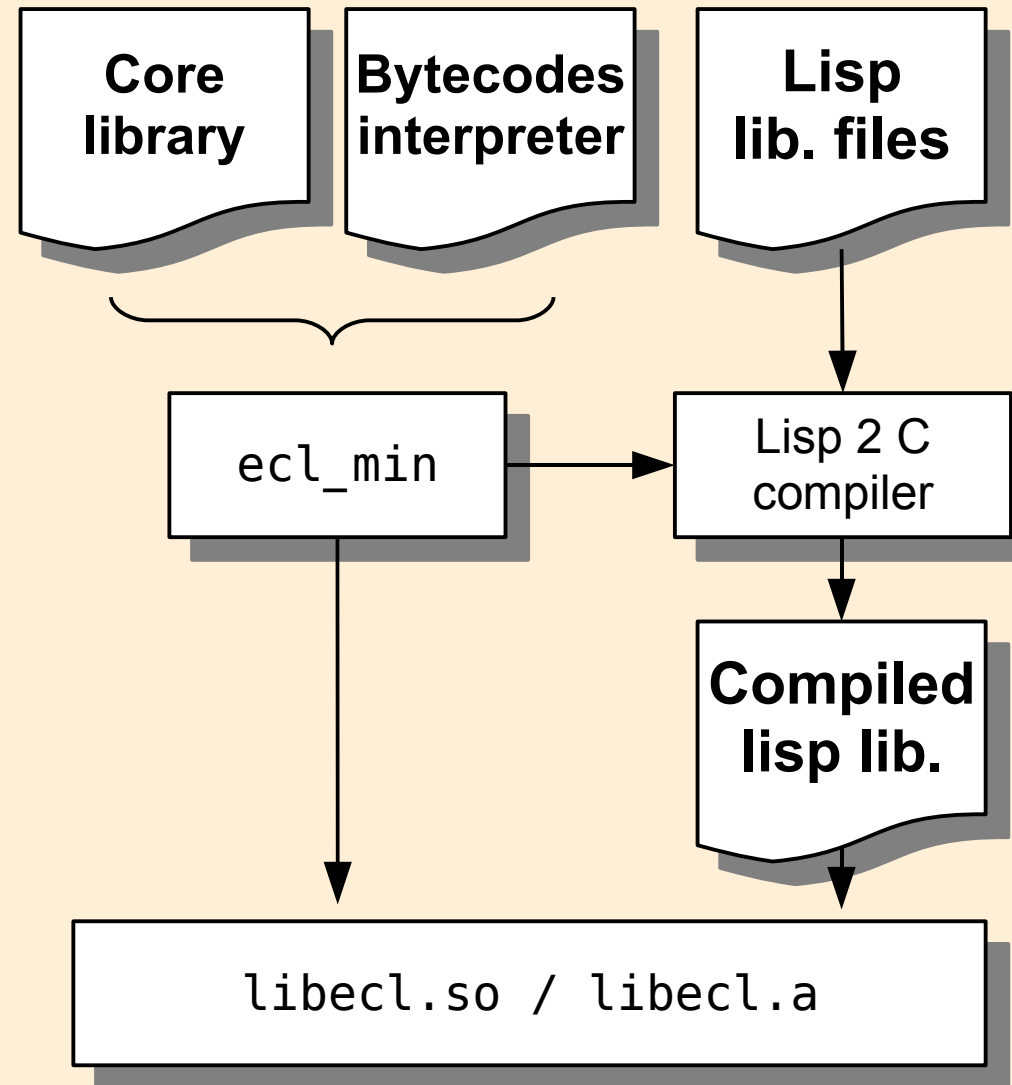 Core
library
Bytecodes
interpreter
Lisp
lib. files
ecl_min
Lisp 2 C
compiler
Compiled
lisp lib.
libecl.so / libecl.a